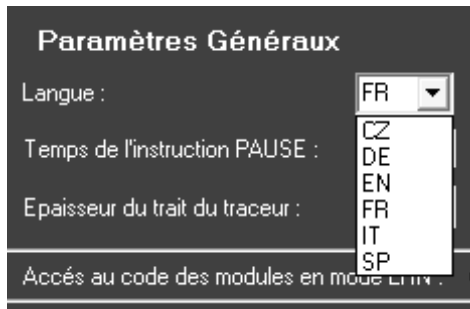 Paramètres Généraux
Langue : FR
CZ
Temps de l'instruction PAUSE :
DE
EN
Epaisseur du trait du traceur :
FR
IT
SP
Accés au code des modules en mode